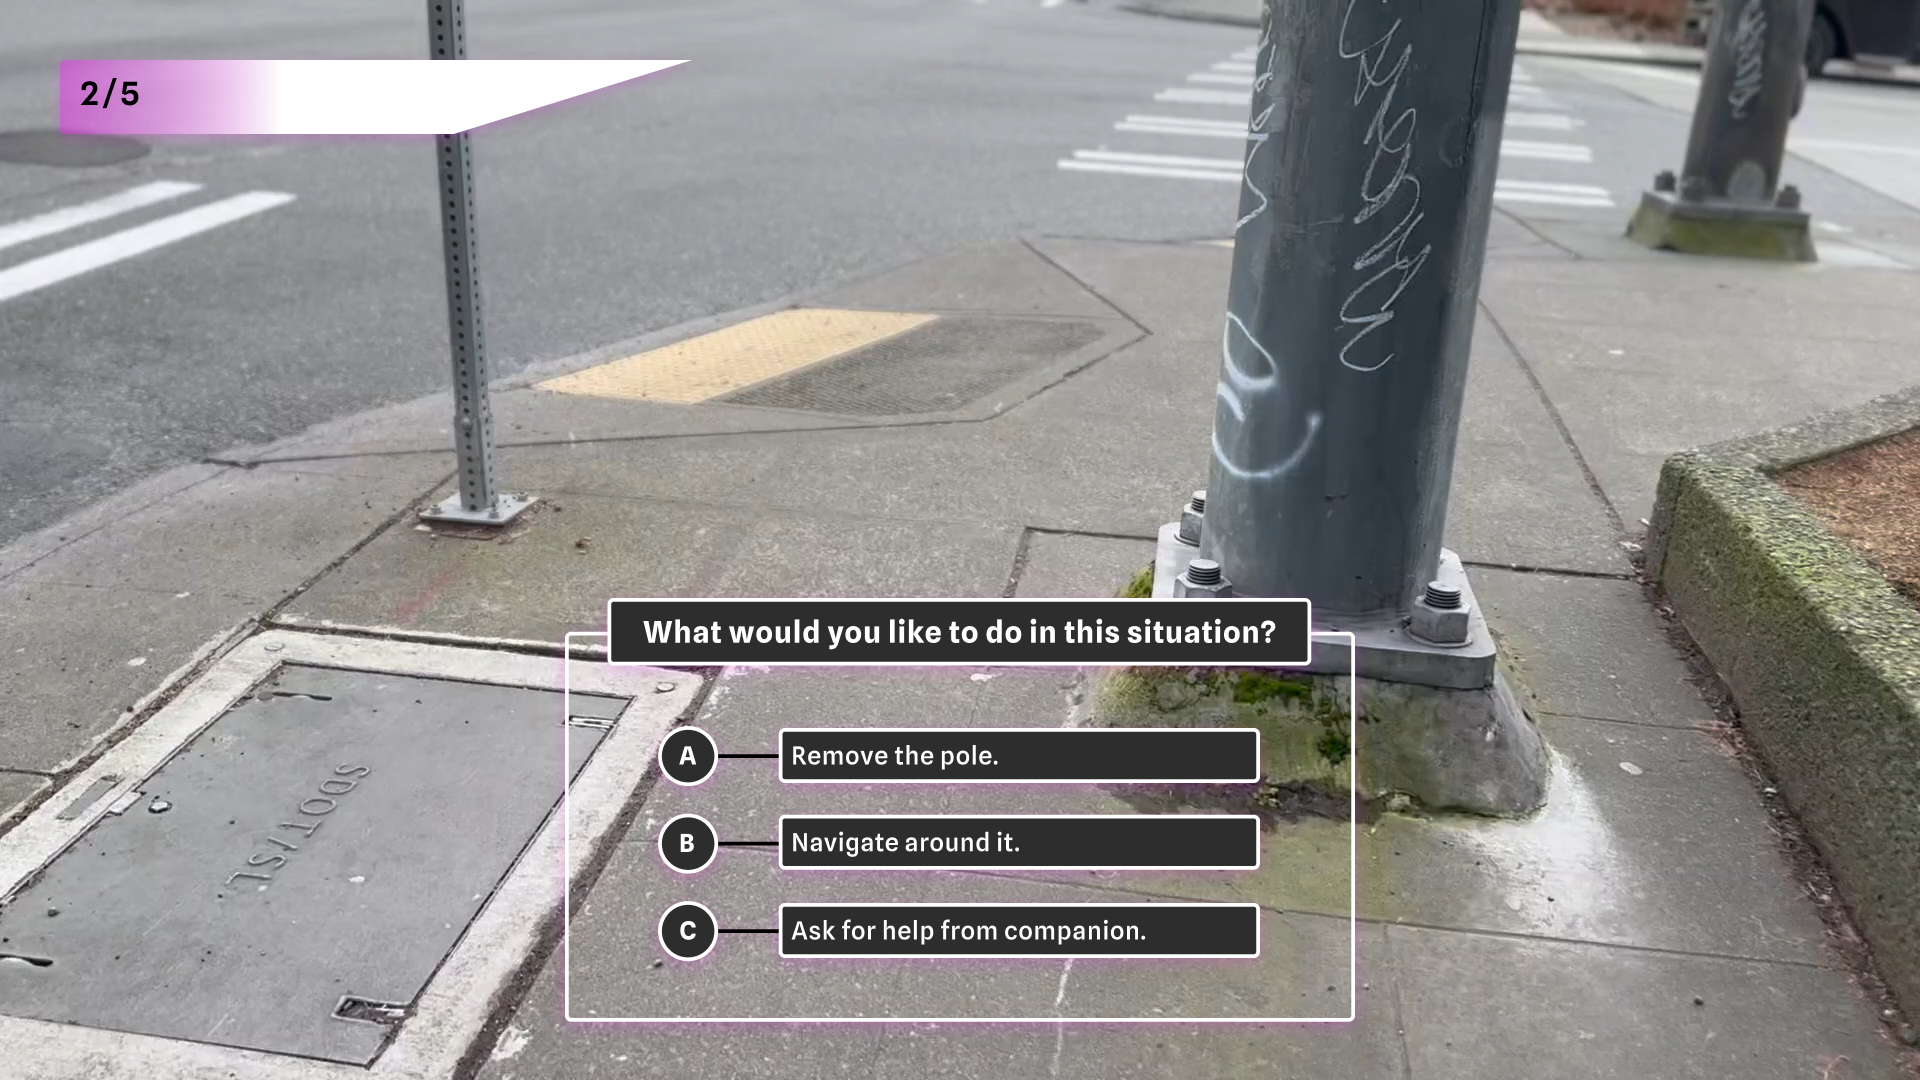 2/5
What would you like to do in this situation?
A Remove the pole.
B Navigate around it.
C Ask for help from companion.
SDOT/SL